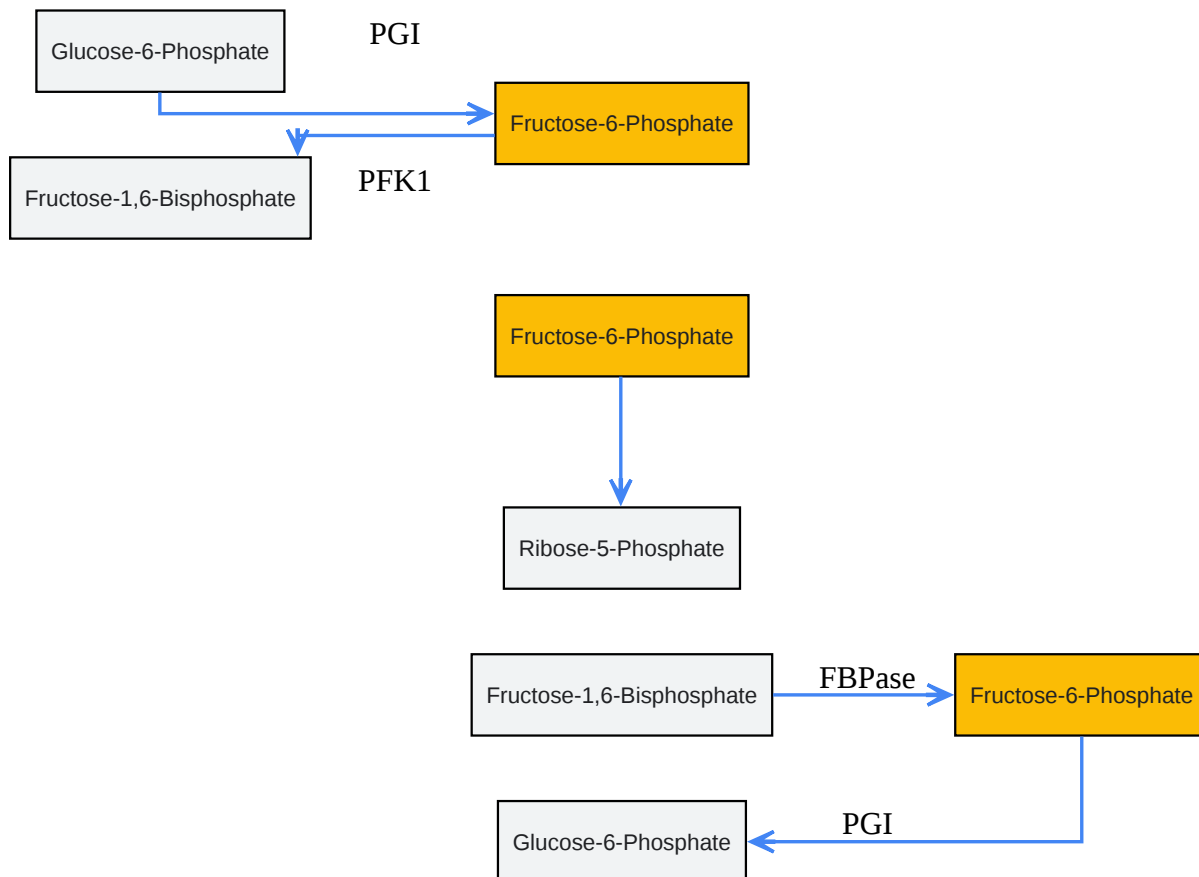 Glucose-6-Phosphate
PGI
Fructose-6-Phosphate
Fructose-1,6-Bisphosphate
PFK1
Fructose-6-Phosphate
Ribose-5-Phosphate
Fructose-1,6-Bisphosphate
FBPase
Fructose-6-Phosphate
Glucose-6-Phosphate
PGI